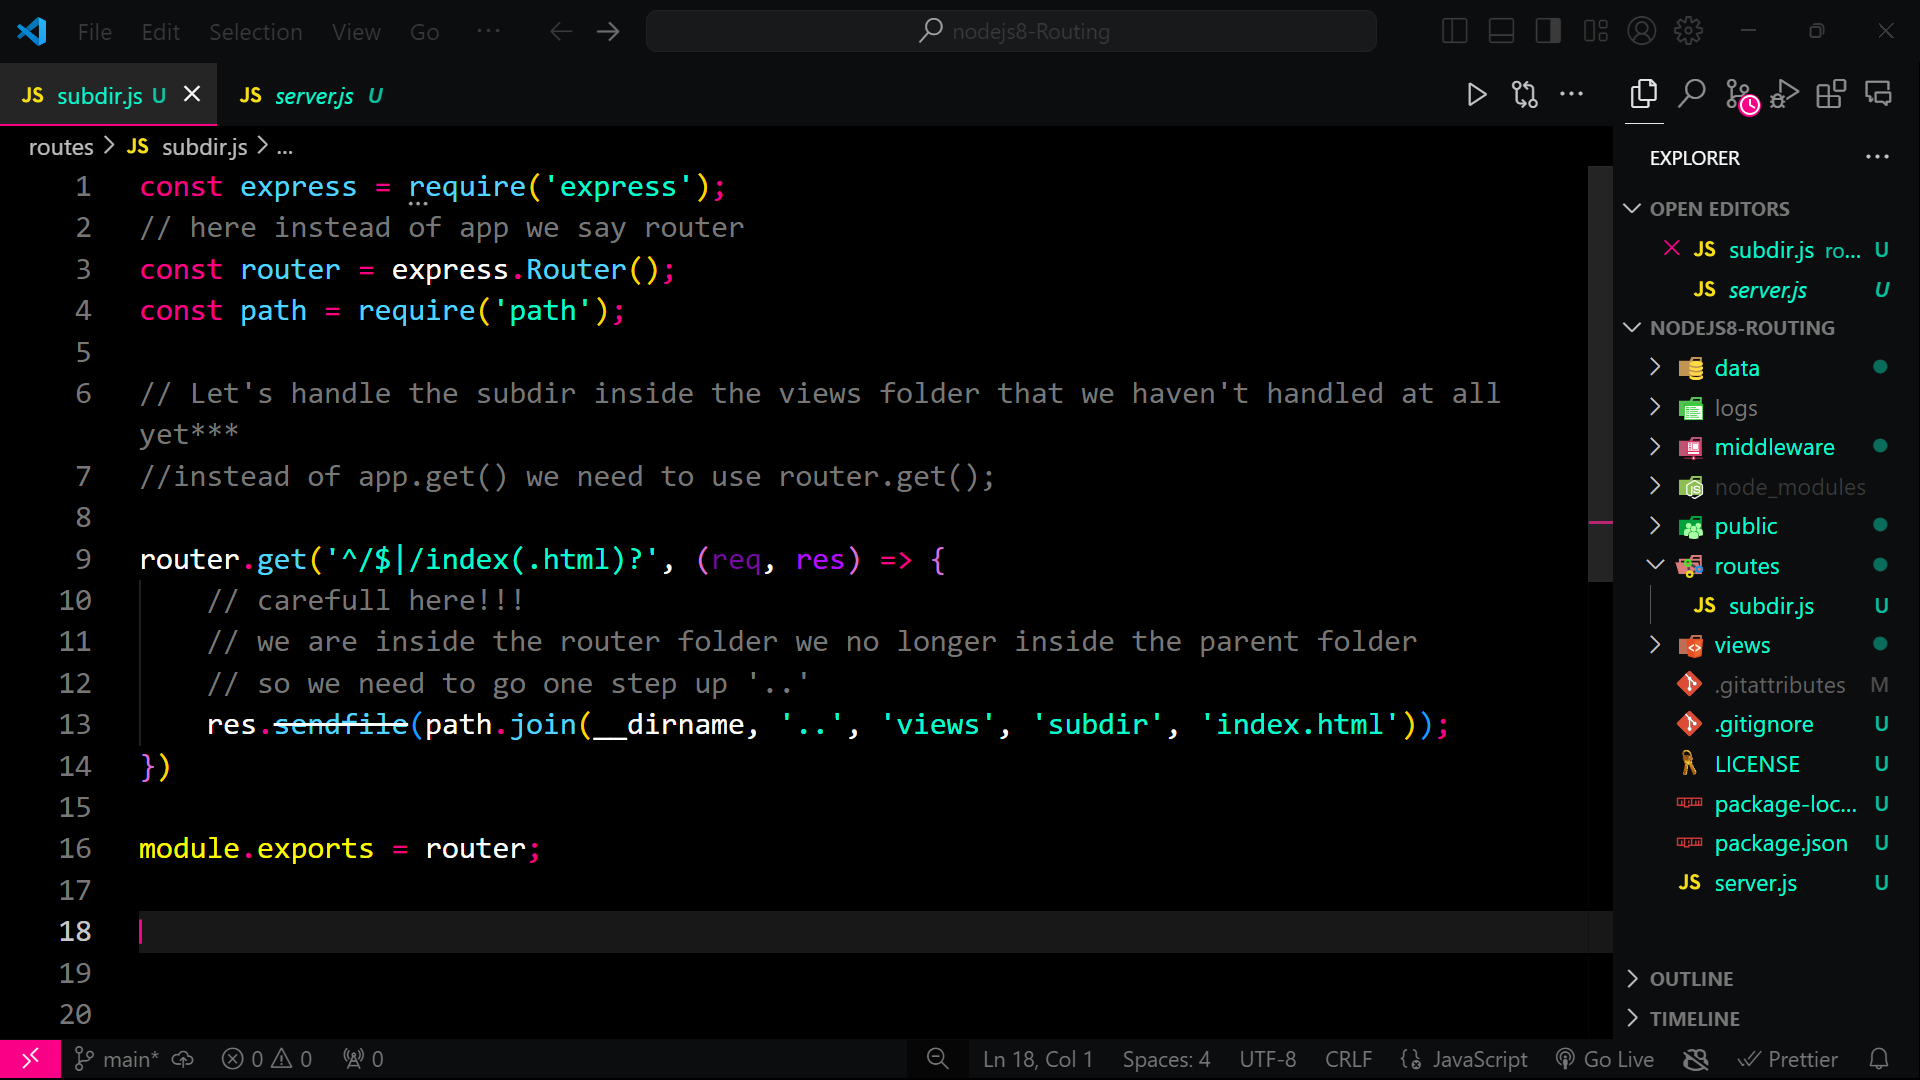 File Edit Selection View Go ··· nodejs8-Routing
JS subdir.js U JS server.js U
routes > JS subdir.js > ...
1 const express = require('express');
2 // here instead of app we say router
3 const router = express.Router();
4 const path = require('path');
5
6 // Let's handle the subdir inside the views folder that we haven't handled at all
yet***
7 //instead of app.get() we need to use router.get();
8
9 router.get('^/$|/index(.html)?', (req, res) => {
10 // carefull here!!!
11 // we are inside the router folder we no longer inside the parent folder
12 // so we need to go one step up '..'
13 res.sendfile(path.join(__dirname, '..', 'views', 'subdir', 'index.html'));
14 })
15
16 module.exports = router;
17
18
19
20
EXPLORER
OPEN EDITORS
JS subdir.js ro... U
JS server.js U
NODEJS8-ROUTING
data
logs
middleware
node_modules
public
routes
JS subdir.js U
views
.gitattributes M
.gitignore U
LICENSE U
package-loc... U
package.json U
JS server.js U
OUTLINE
TIMELINE
main* 0 0 0 Ln 18, Col 1 Spaces: 4 UTF-8 CRLF JavaScript Go Live Prettier